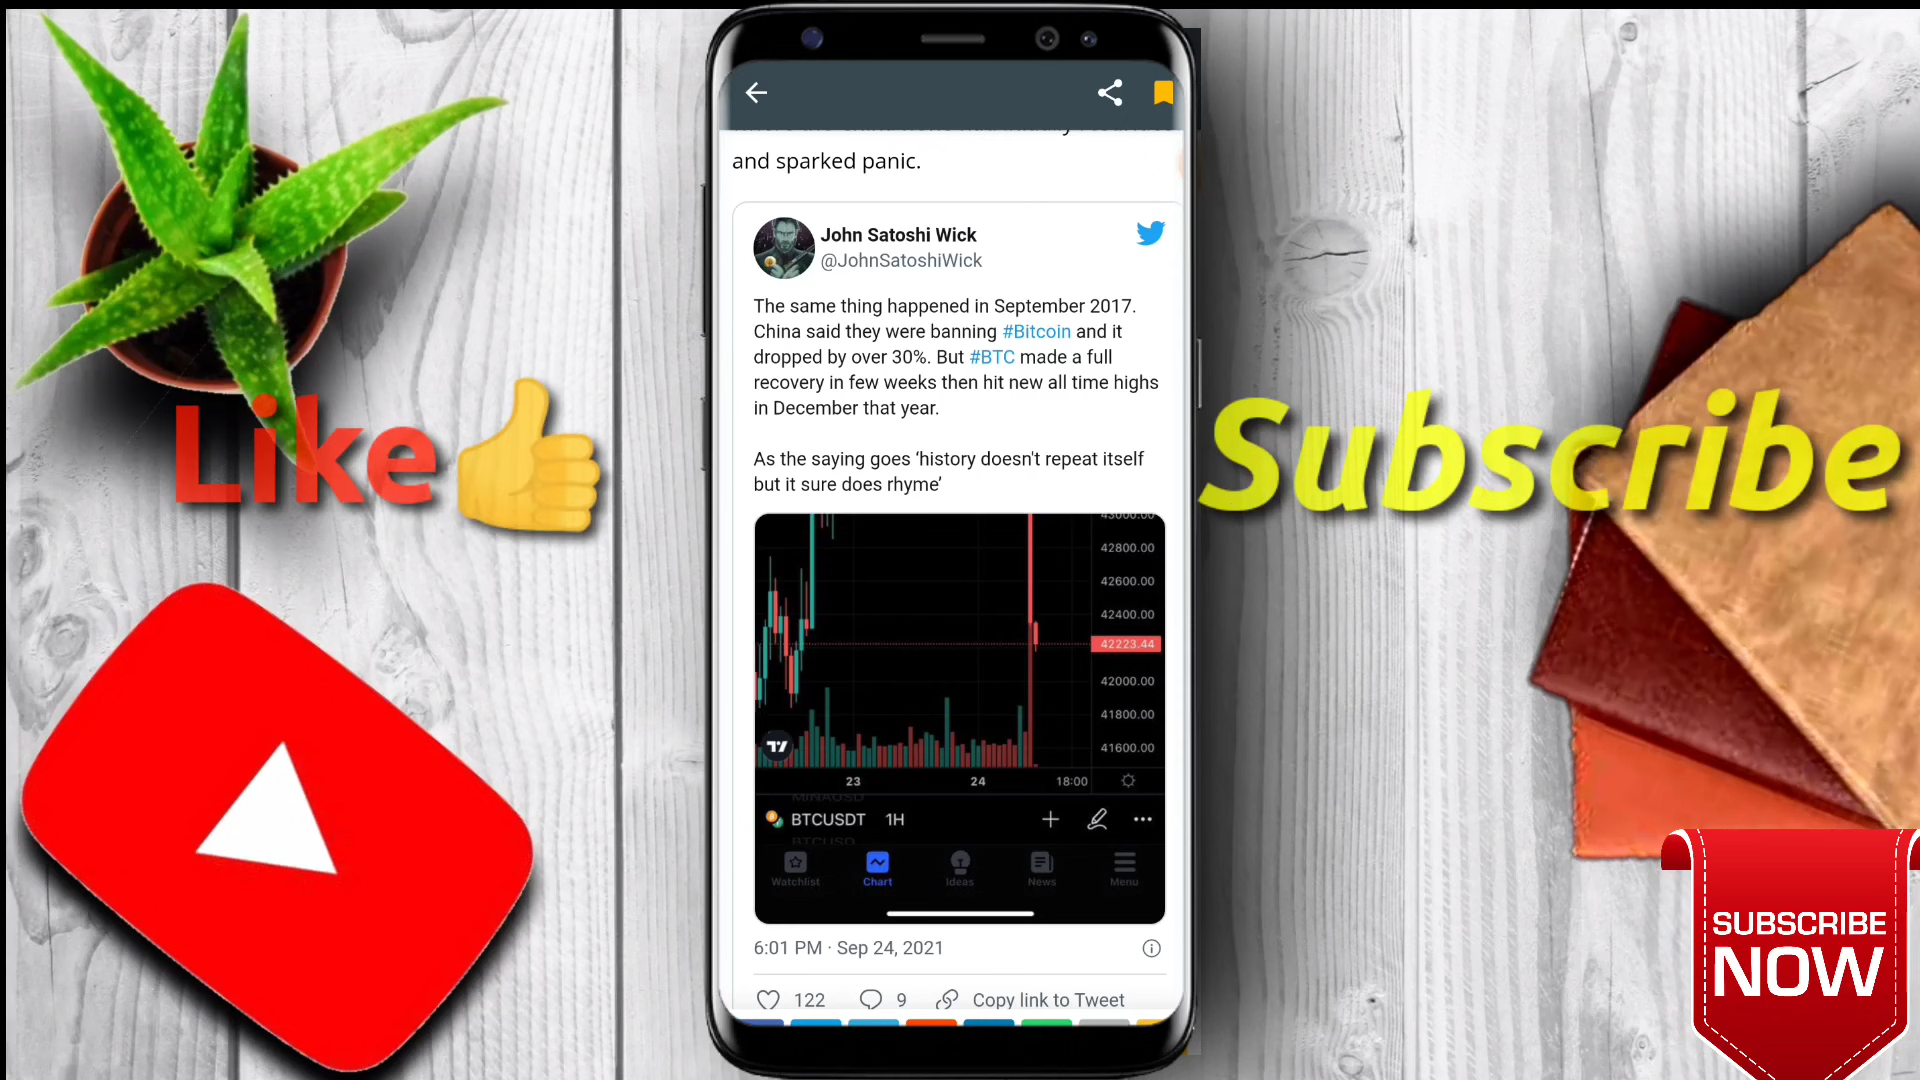 and sparked panic.
John Satoshi Wick
@JohnSatoshiWick
The same thing happened in September 2017.
China said they were banning #Bitcoin and it
dropped by over 30%. But #BTC made a full
recovery in few weeks then hit new all time highs
in December that year.
As the saying goes ‘history doesn't repeat itself
but it sure does rhyme’
43000.00
42800.00
42600.00
42400.00
42223.44
42000.00
41800.00
41600.00
23 24 18:00
MINAUSD
BTCUSDT 1H
BTCUSD
Watchlist Chart Ideas News Menu
6:01 PM · Sep 24, 2021
122 9 Copy link to Tweet
Like
Subscribe
SUBSCRIBE
NOW